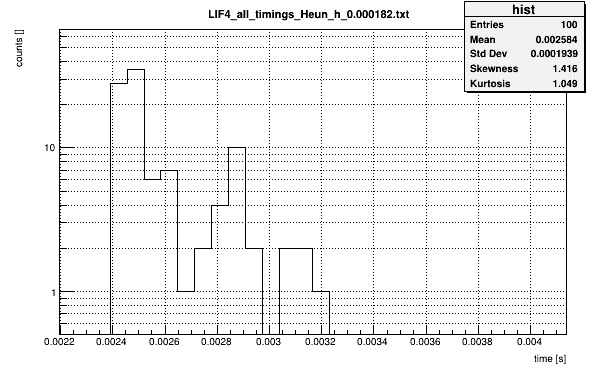 LIF4_all_timings_Heun_h_0.000182.txt
hist
Entries 100
Mean 0.002584
Std Dev 0.0001939
Skewness 1.416
Kurtosis 1.049
counts []
10
1
0.0022 0.0024 0.0026 0.0028 0.003 0.0032 0.0034 0.0036 0.0038 0.004
time [s]